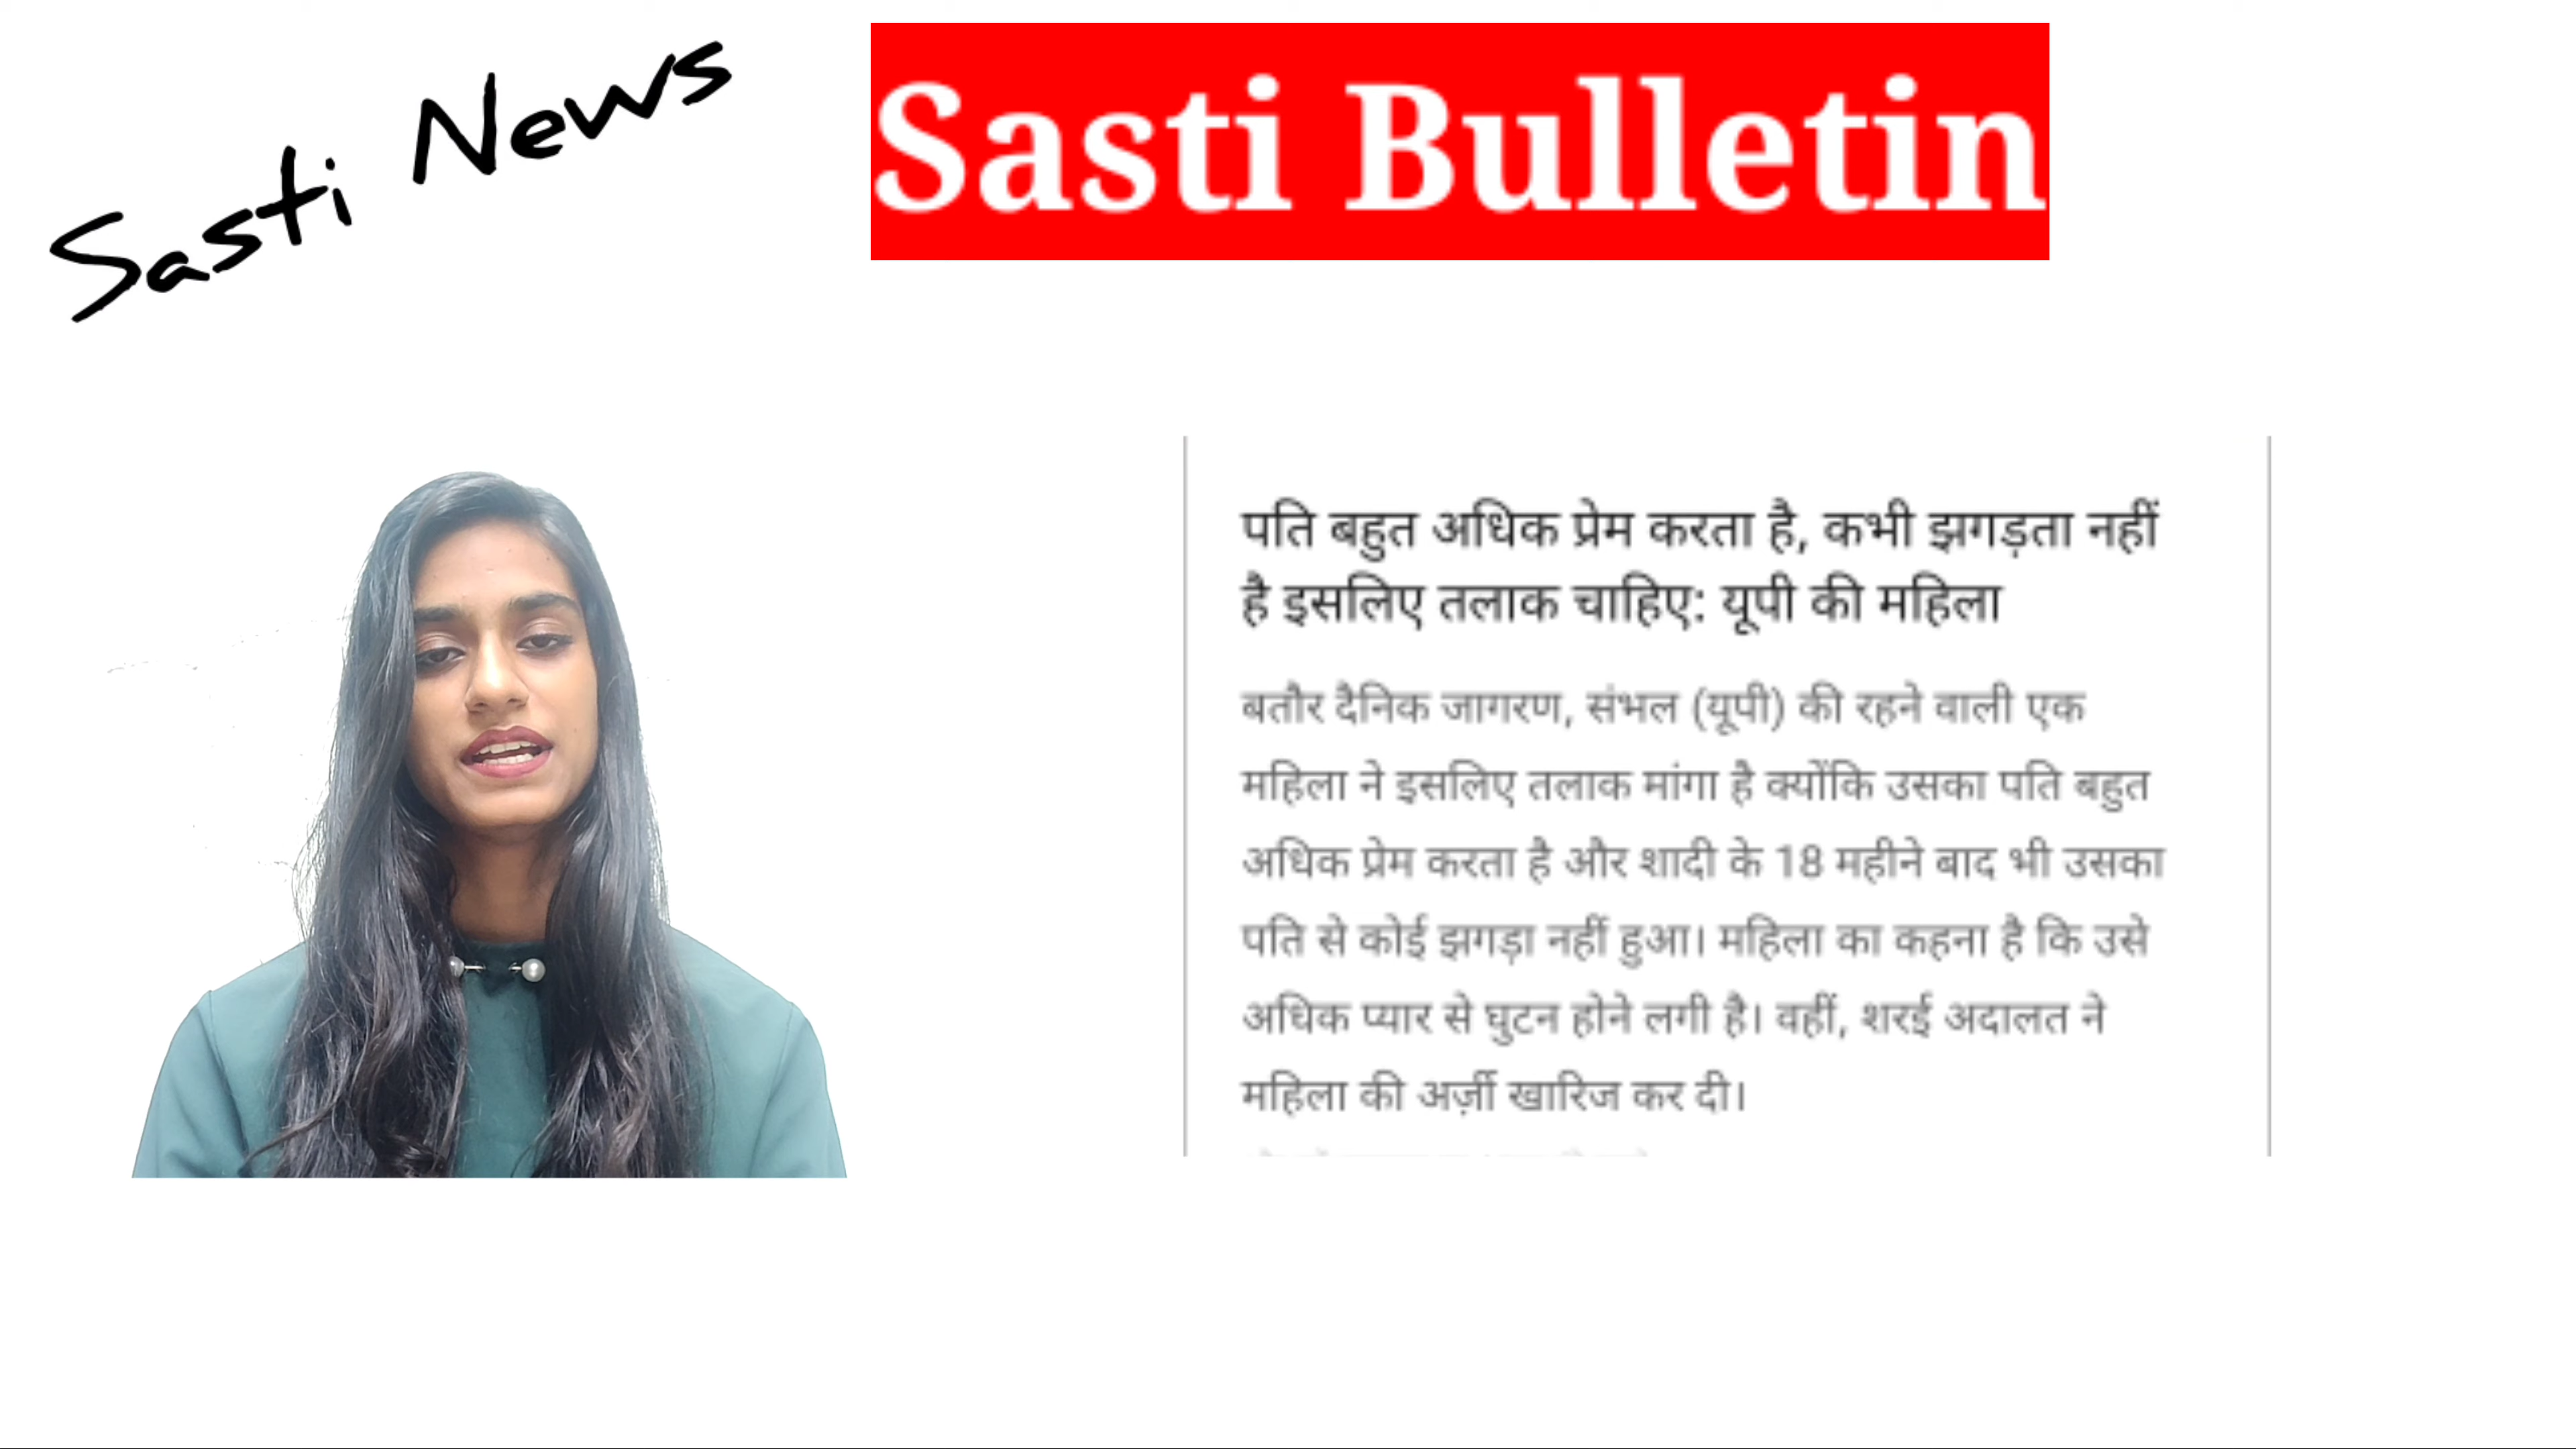 Sasti News
Sasti Bulletin
पति बहुत अधिक प्रेम करता है, कभी झगड़ता नहीं
है इसलिए तलाक चाहिए: यूपी की महिला
बतौर दैनिक जागरण, संभल (यूपी) की रहने वाली एक
महिला ने इसलिए तलाक मांगा है क्योंकि उसका पति बहुत
अधिक प्रेम करता है और शादी के 18 महीने बाद भी उसका
पति से कोई झगड़ा नहीं हुआ। महिला का कहना है कि उसे
अधिक प्यार से घुटन होने लगी है। वहीं, शरई अदालत ने
महिला की अर्ज़ी खारिज कर दी।